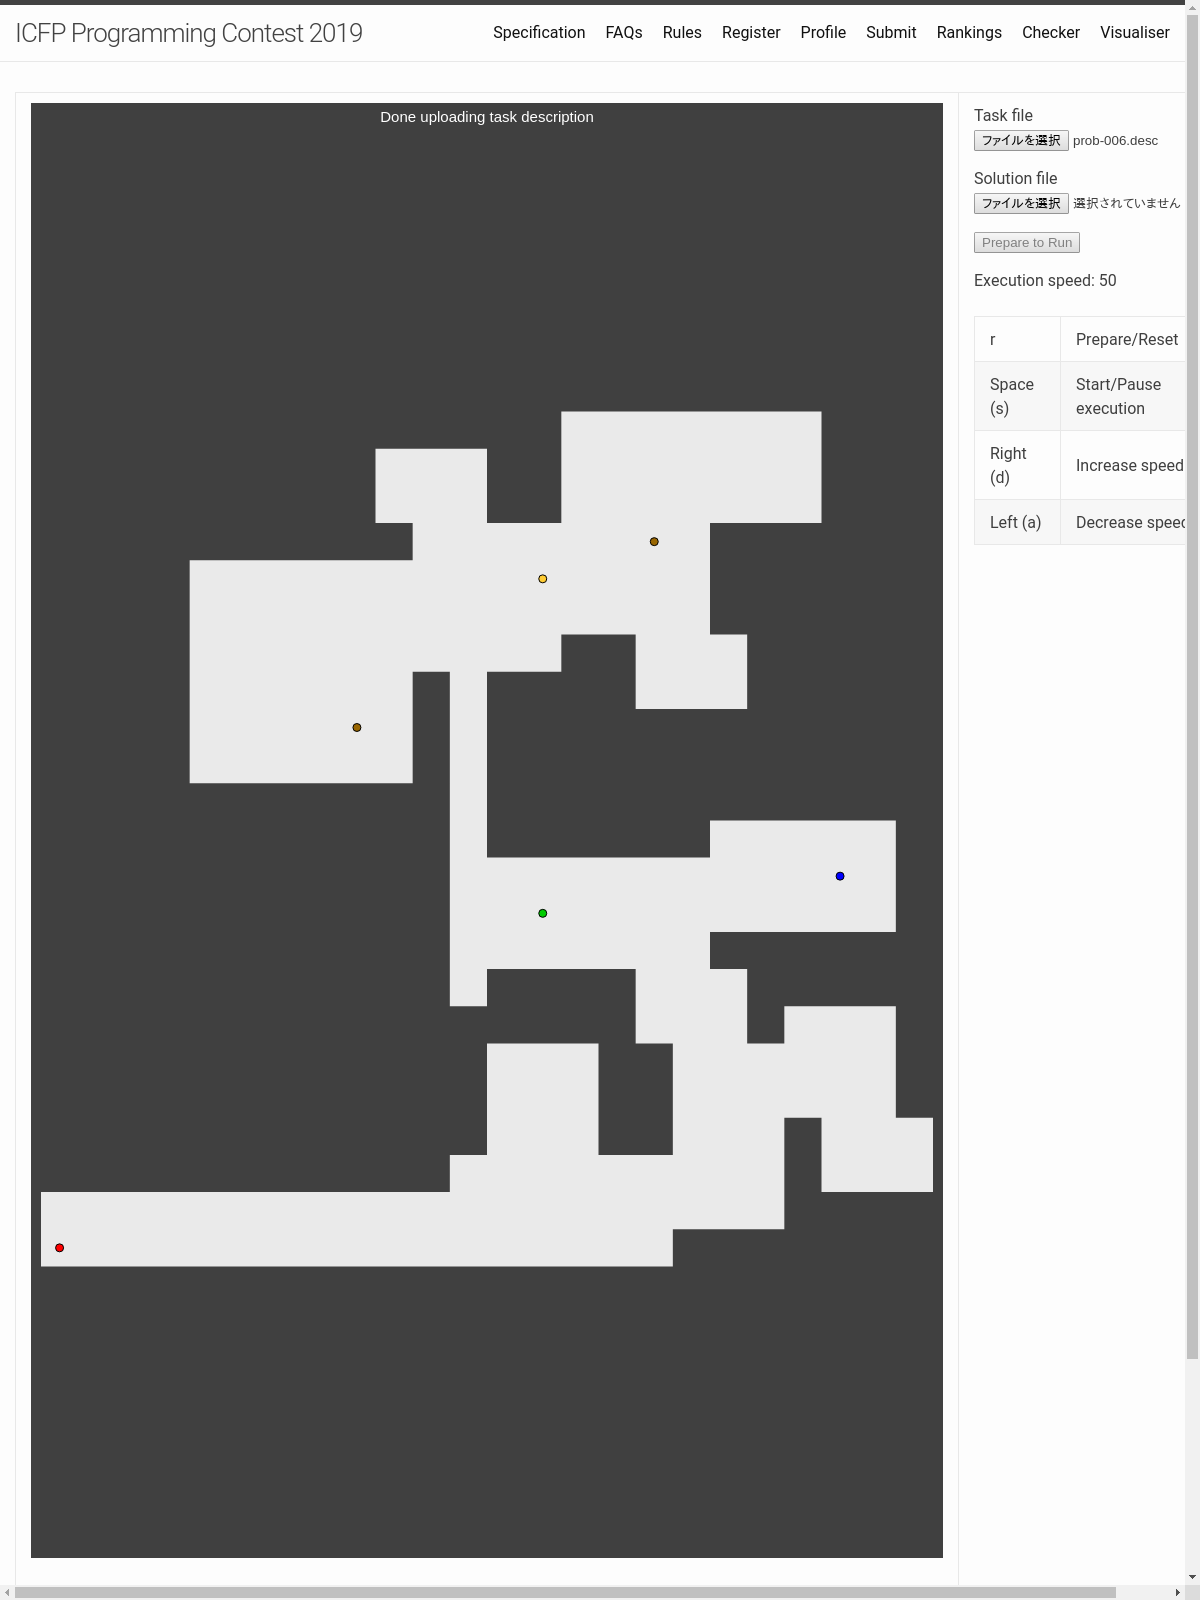 ICFP Programming Contest 2019
Specification FAQs Rules Register Profile Submit Rankings Checker Visualiser
Done uploading task description
Task file
ファイルを選択 prob-006.desc
Solution file
ファイルを選択 選択されていません
Prepare to Run
Execution speed: 50
r Prepare/Reset
Space (s) Start/Pause execution
Right (d) Increase speed
Left (a) Decrease speed